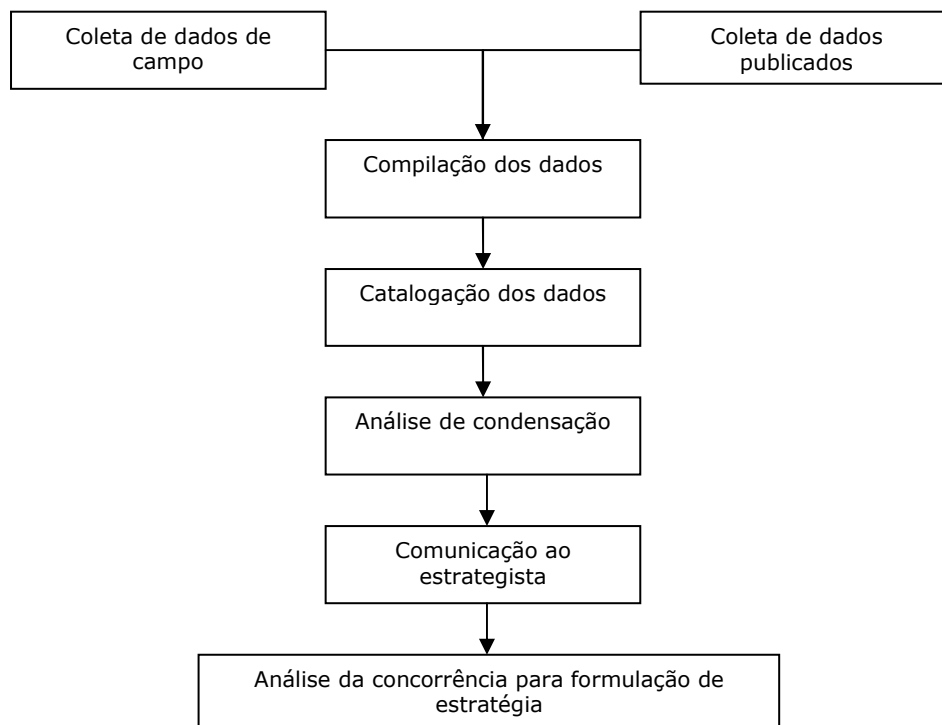 Coleta de dados de
campo
Coleta de dados
publicados
Compilação dos dados
Catalogação dos dados
Análise de condensação
Comunicação ao
estrategista
Análise da concorrência para formulação de
estratégia